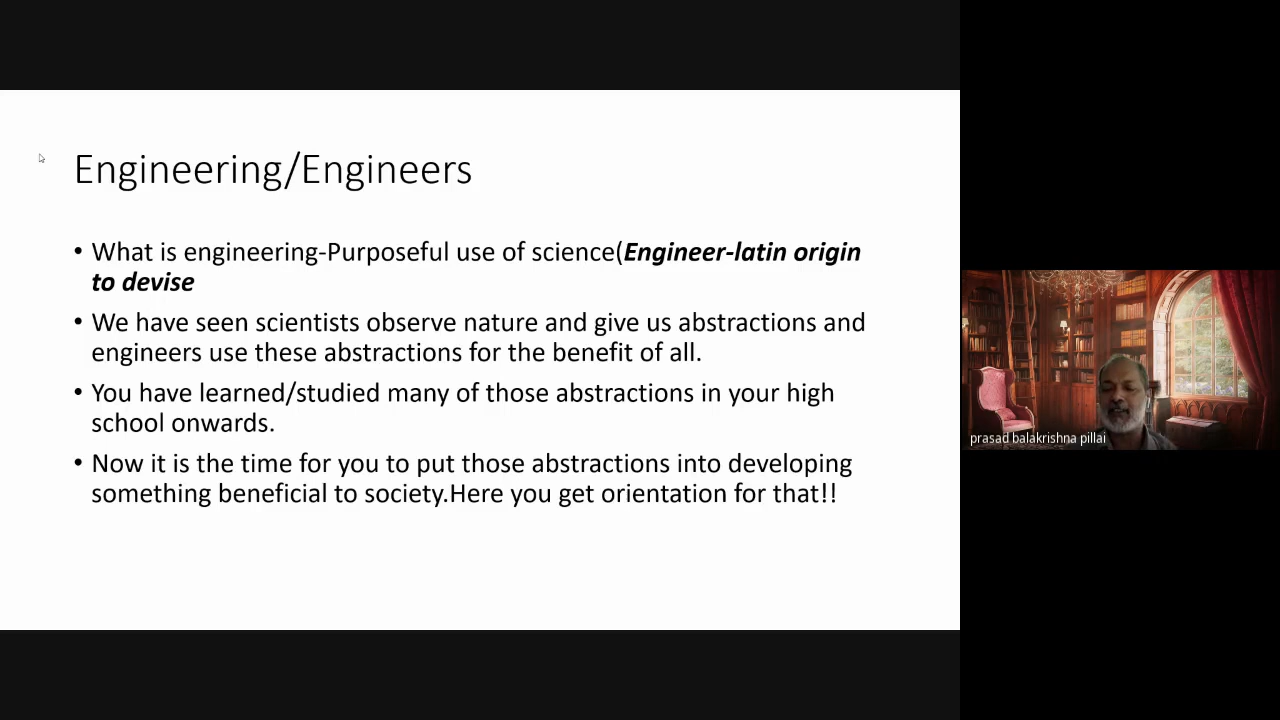 Engineering/Engineers
• What is engineering-Purposeful use of science(Engineer-latin origin
to devise
• We have seen scientists observe nature and give us abstractions and
engineers use these abstractions for the benefit of all.
• You have learned/studied many of those abstractions in your high
school onwards.
• Now it is the time for you to put those abstractions into developing
something beneficial to society.Here you get orientation for that!!
prasad balakrishna pillai